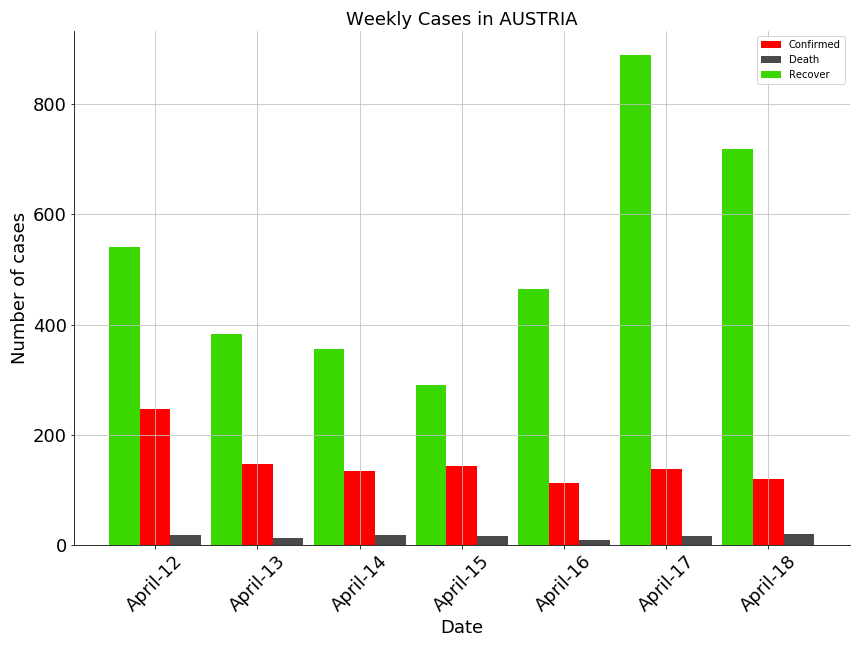 Weekly Cases in AUSTRIA
Confirmed
Death
Recover
Number of cases
800
600
400
200
0
April-12
April-13
April-14
April-15
April-16
April-17
April-18
Date